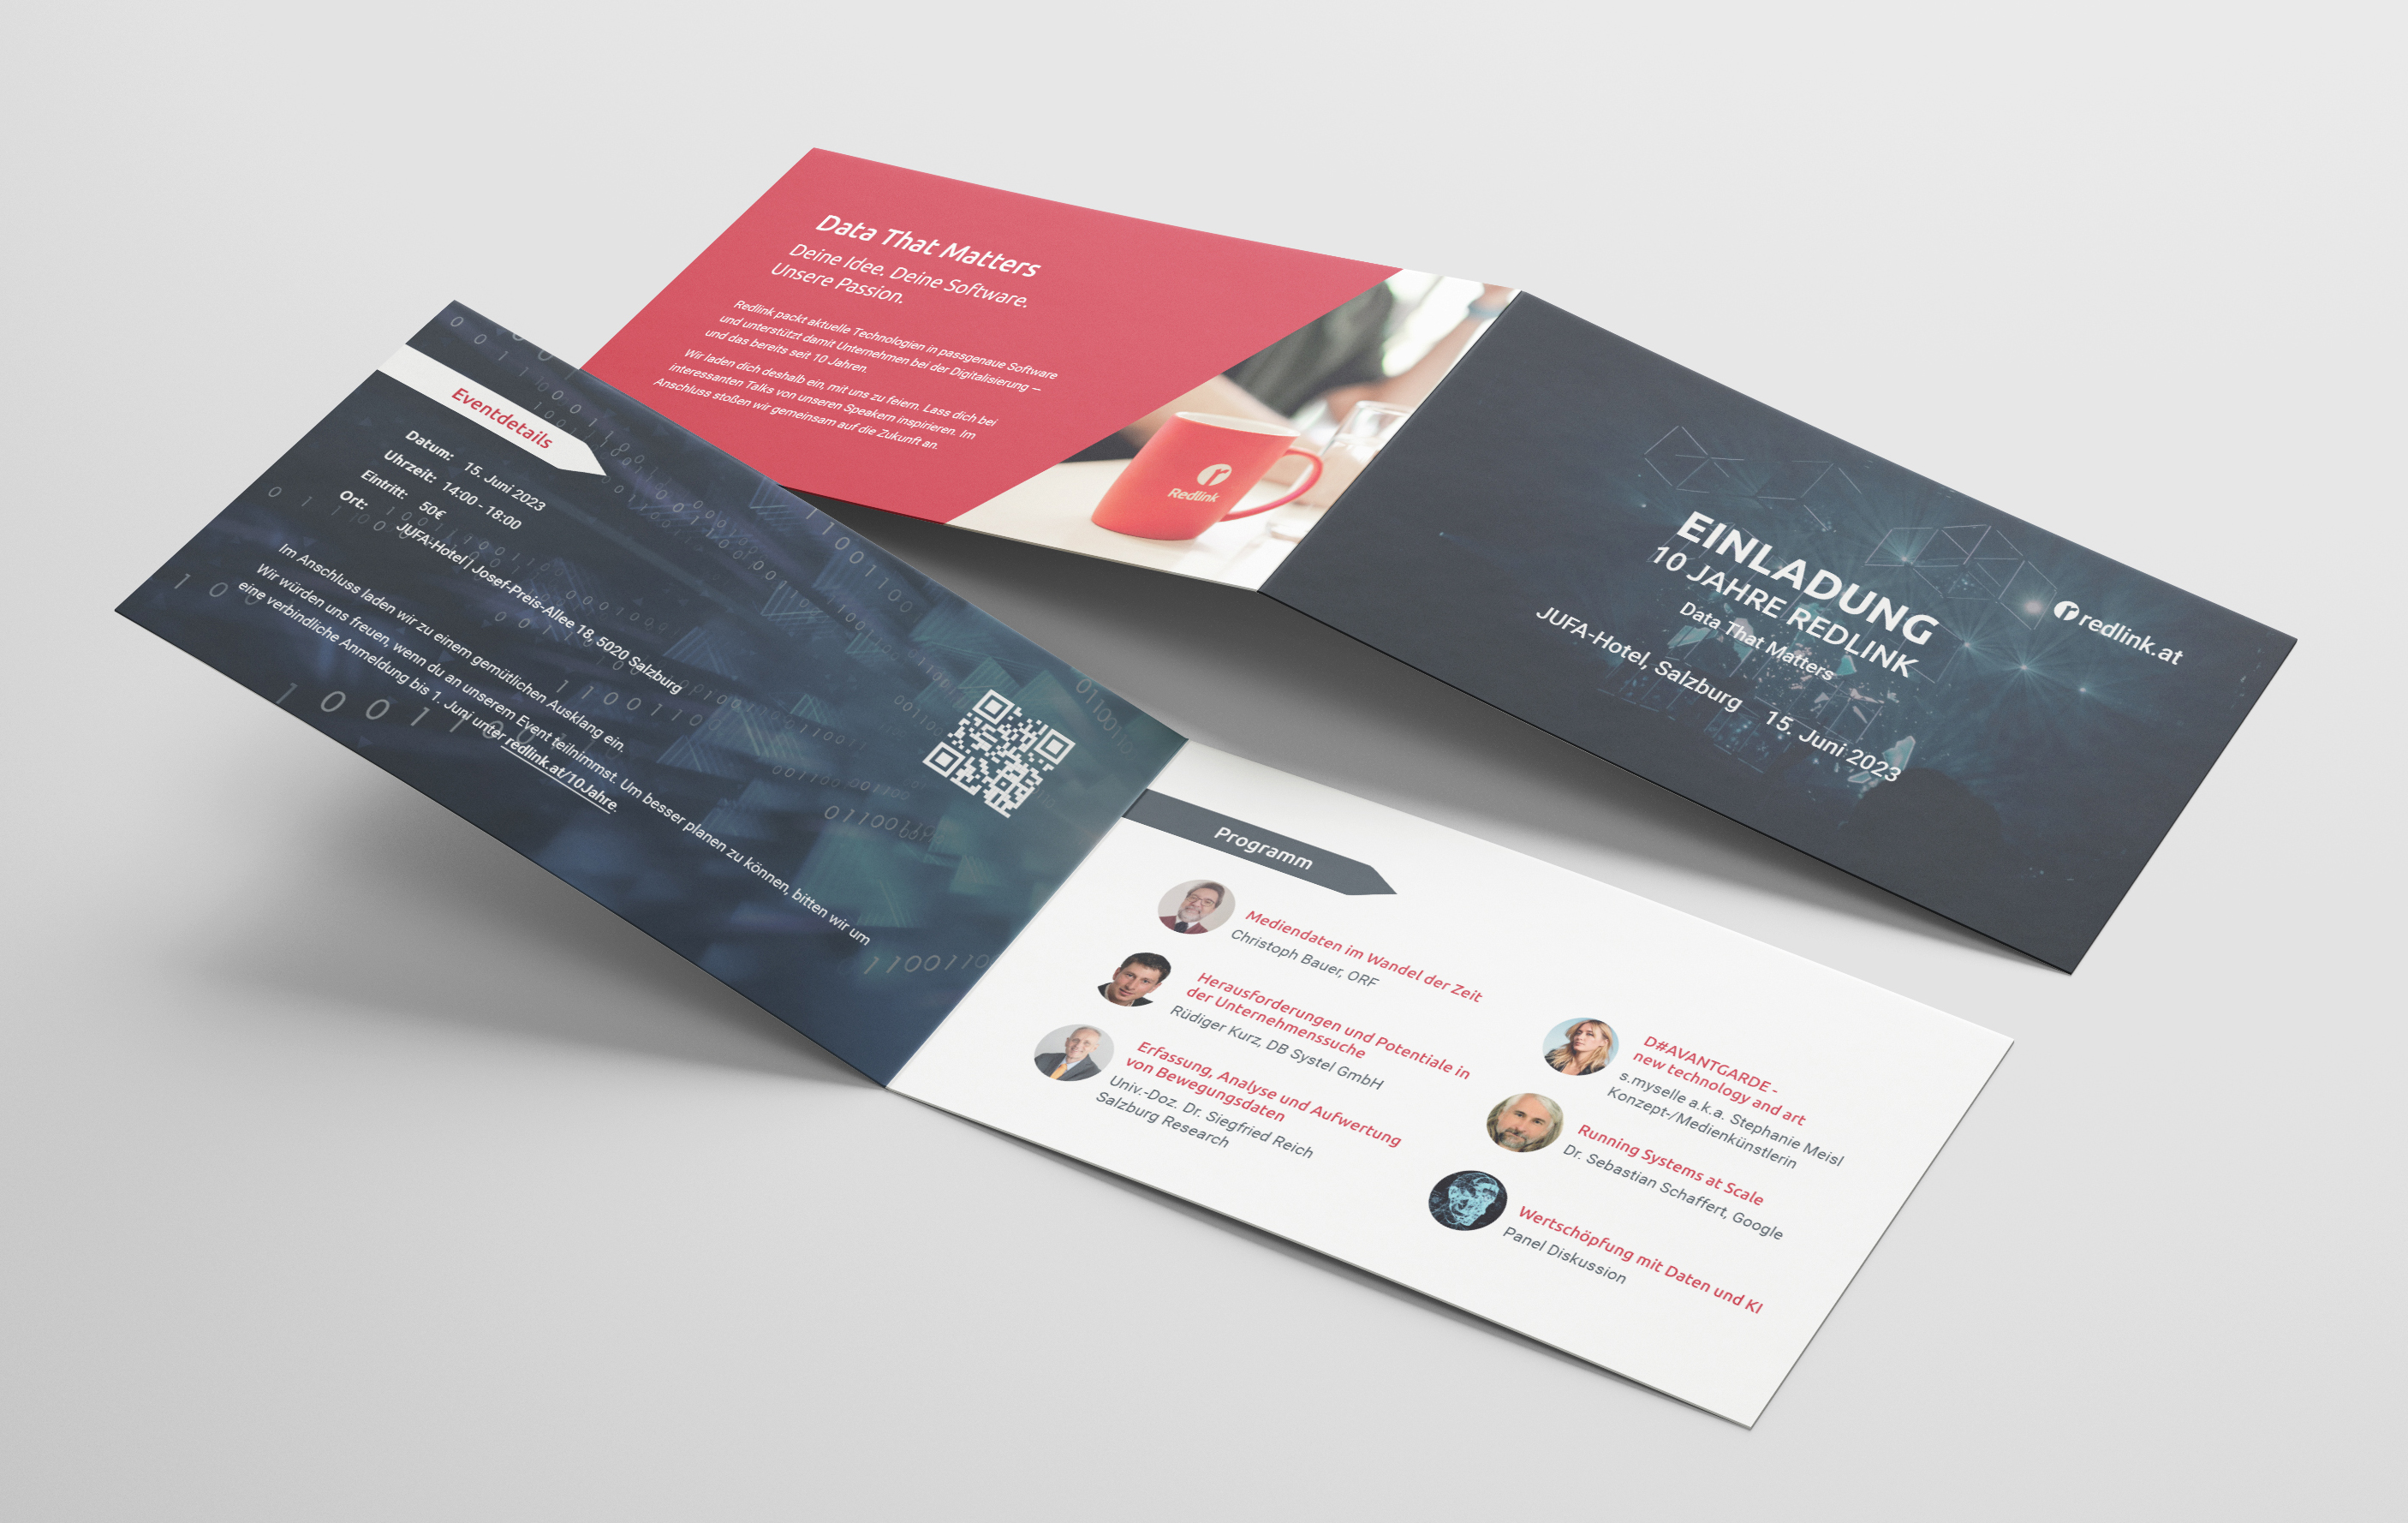 Data That Matters
Deine Idee. Deine Software.
Unsere Passion.
Redlink packt aktuelle Technologien in passgenaue Software
und unterstützt damit Unternehmen bei der Digitalisierung —
und das bereits seit 10 Jahren.
Wir laden dich deshalb ein, mit uns zu feiern. Lass dich bei
interessanten Talks von unseren Speakern inspirieren. Im
Anschluss stoßen wir gemeinsam auf die Zukunft an.
Redlink
EINLADUNG
10 JAHRE REDLINK
Data That Matters
JUFA-Hotel, Salzburg 15. Juni 2023
redlink.at
Eventdetails
Datum: 15. Juni 2023
Uhrzeit: 14:00 - 18:00
Eintritt: 50€
Ort: JUFA-Hotel | Josef-Preis-Allee 18, 5020 Salzburg
Im Anschluss laden wir zu einem gemütlichen Ausklang ein.
Wir würden uns freuen, wenn du an unserem Event teilnimmst. Um besser planen zu können, bitten wir um
eine verbindliche Anmeldung bis 1. Juni unter redlink.at/10Jahre.
Programm
Mediendaten im Wandel der Zeit
Christoph Bauer, ORF
Herausforderungen und Potentiale in
der Unternehmenssuche
Rüdiger Kurz, DB Systel GmbH
Erfassung, Analyse und Aufwertung
von Bewegungsdaten
Univ.-Doz. Dr. Siegfried Reich
Salzburg Research
D#AVANTGARDE -
new technology and art
s.myselle a.k.a. Stephanie Meisl
Konzept-/Medienkünstlerin
Running Systems at Scale
Dr. Sebastian Schaffert, Google
Wertschöpfung mit Daten und KI
Panel Diskussion